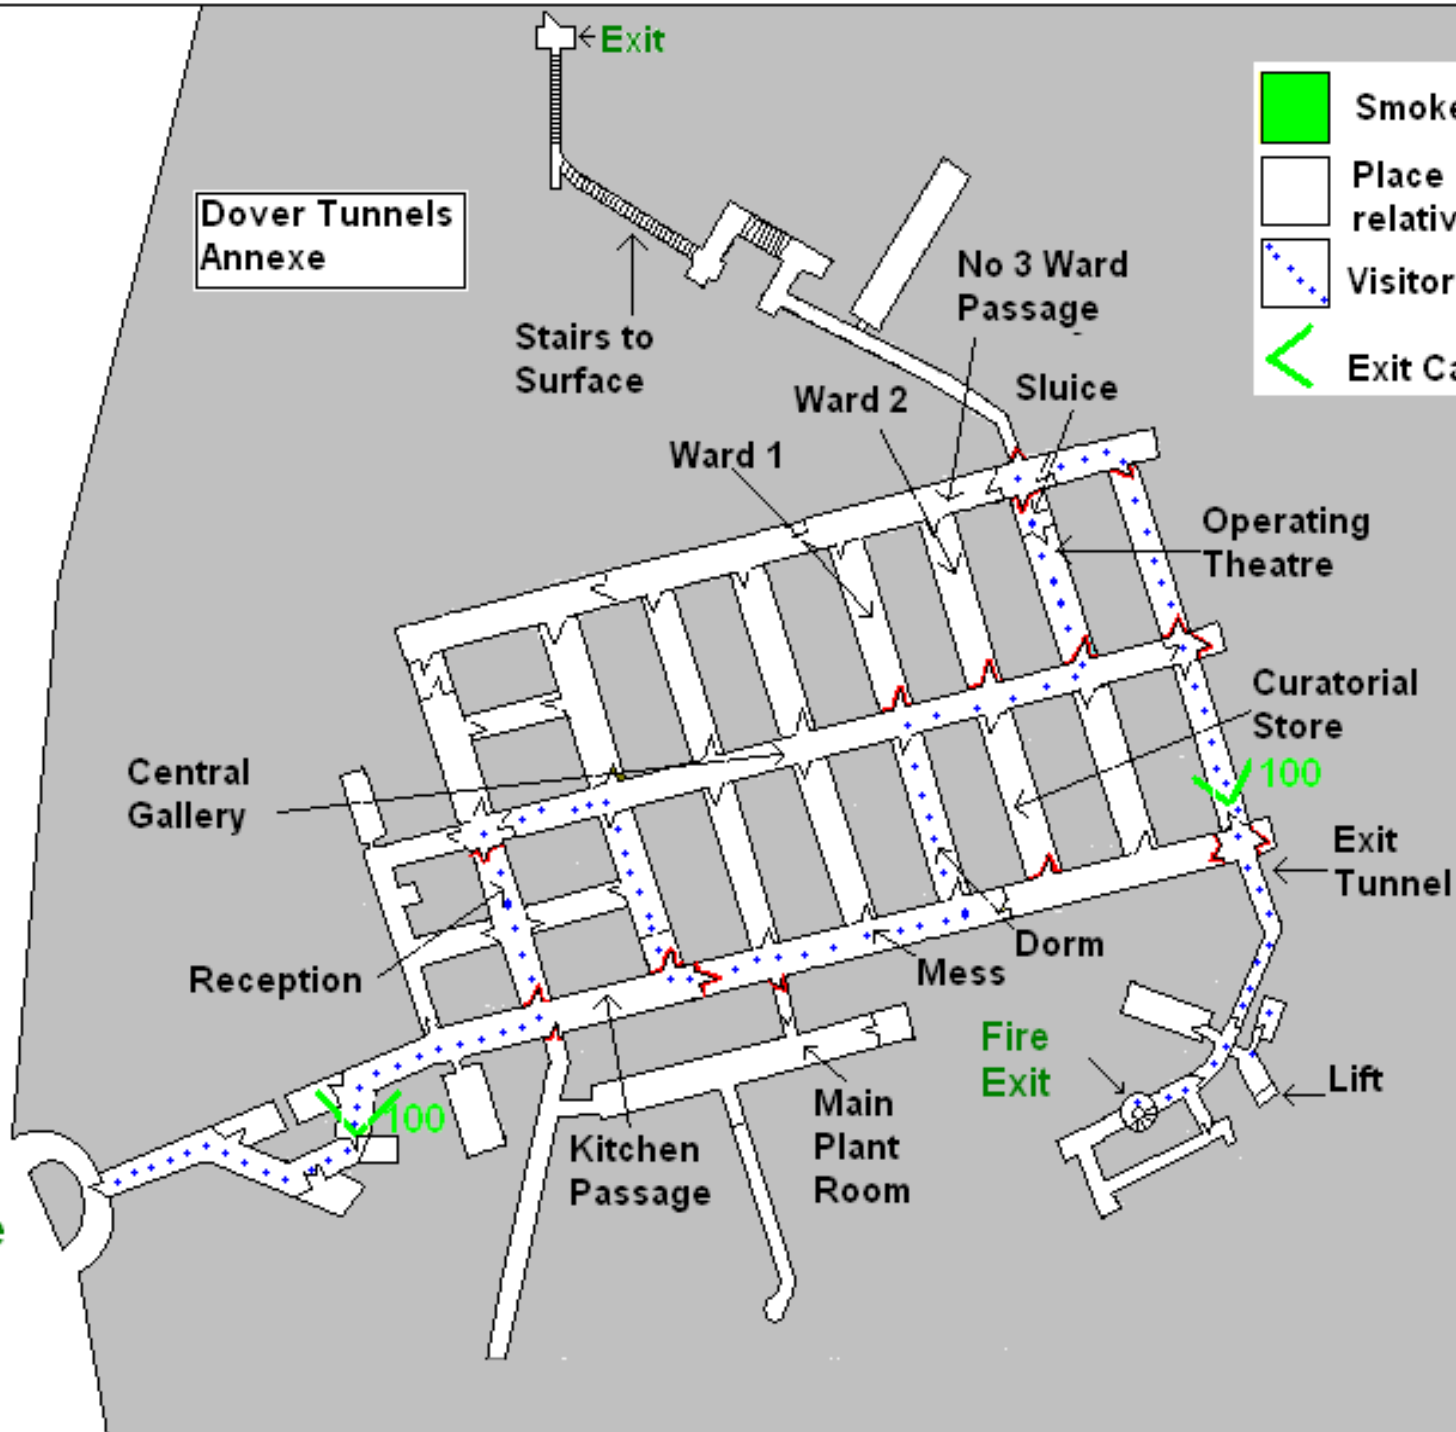 Exit
Dover Tunnels
Annexe
Place
Visitor
Exit
No 3 Ward
Passage
Stairs to
Surface
Ward 2
Sluice
Ward 1
Operating
Theatre
Curatorial
Store
Central
Gallery
100
Exit
Tunnel
Reception
Dorm
Mess
Fire
Exit
Lift
100
Main
Plant
Room
Kitchen
Passage